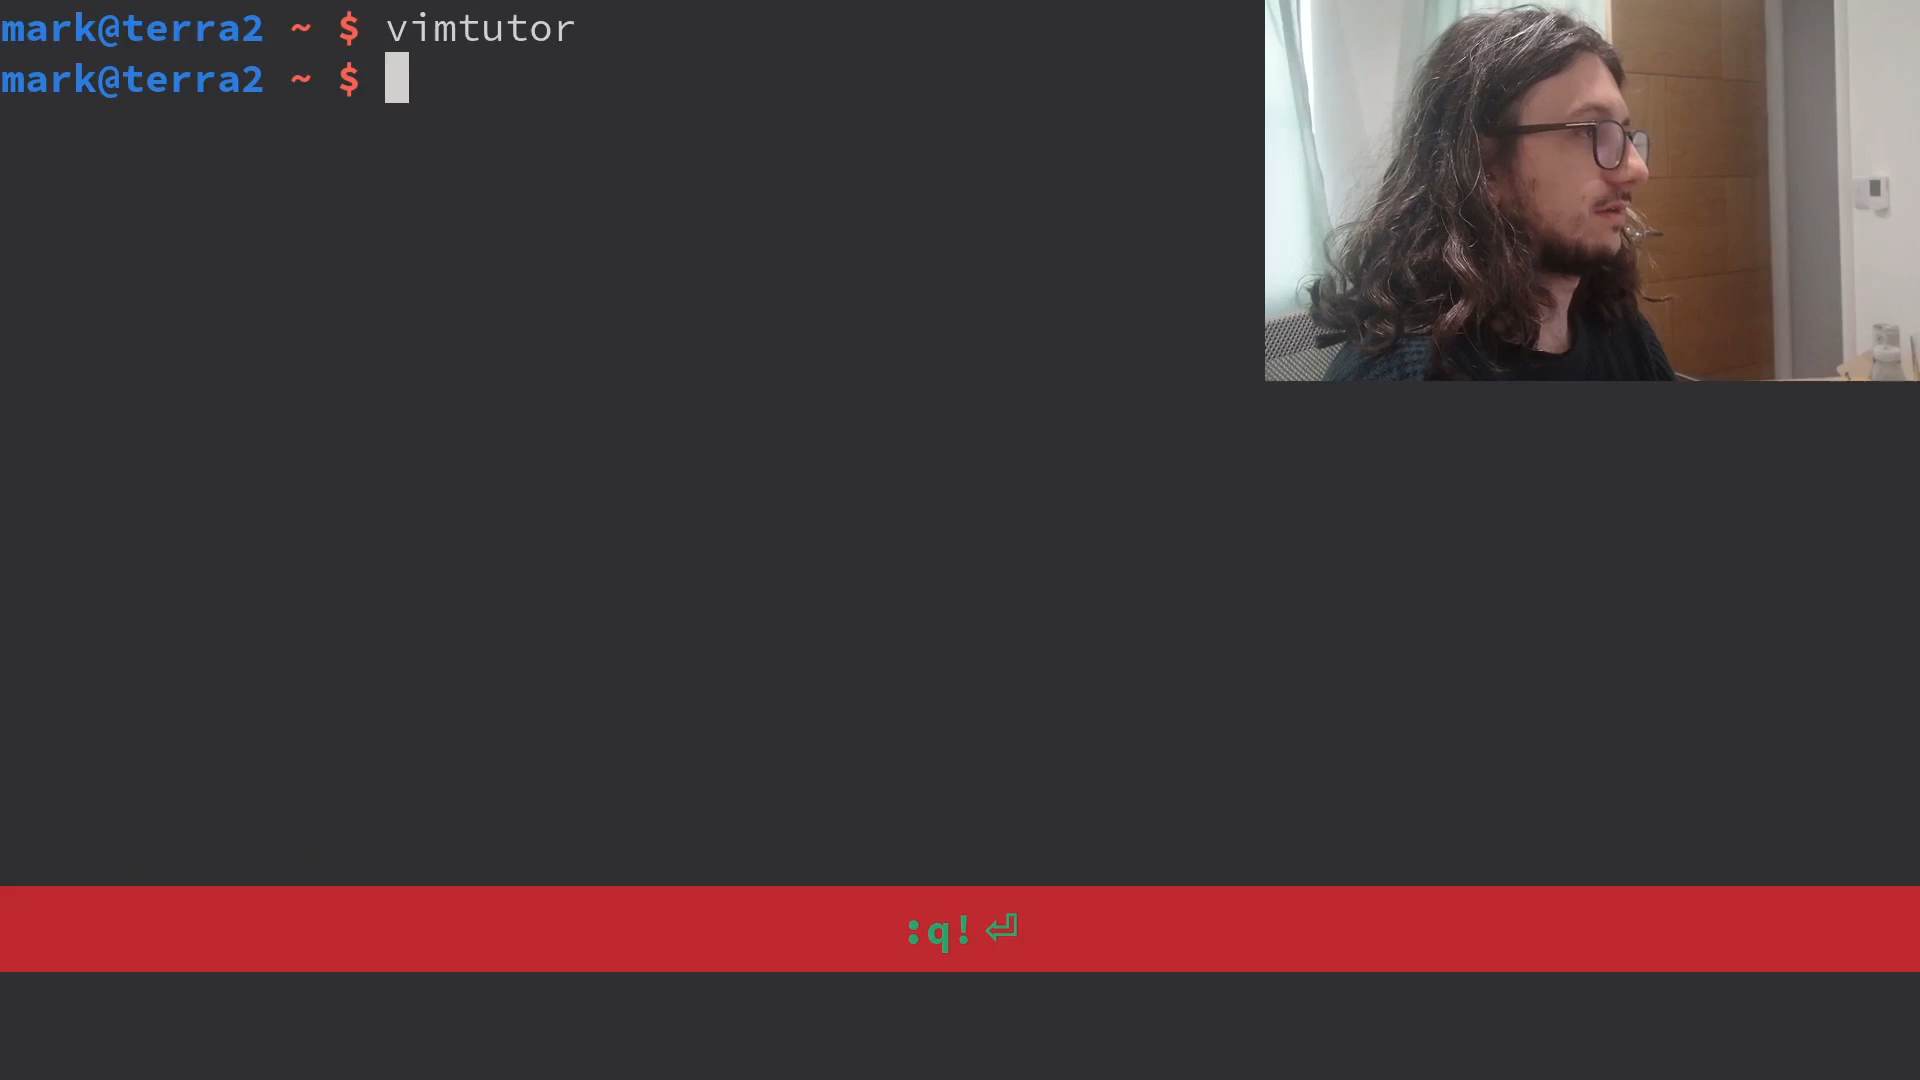 mark@terra2 ~ $ vimtutor
mark@terra2 ~ $
:q! ⏎